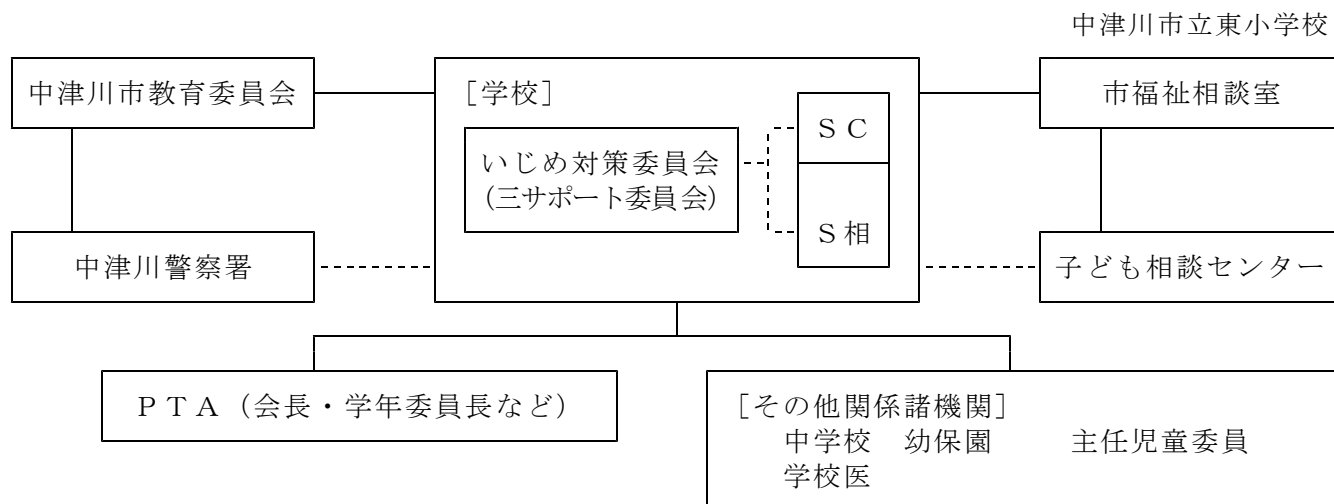 中津川市立東小学校
中津川市教育委員会
[学校]
市福祉相談室
ＳＣ
いじめ対策委員会
(三サポート委員会)
Ｓ相
中津川警察署
子ども相談センター
ＰＴＡ（会長・学年委員長など）
[その他関係諸機関]
中学校　幼保園　　　主任児童委員
学校医